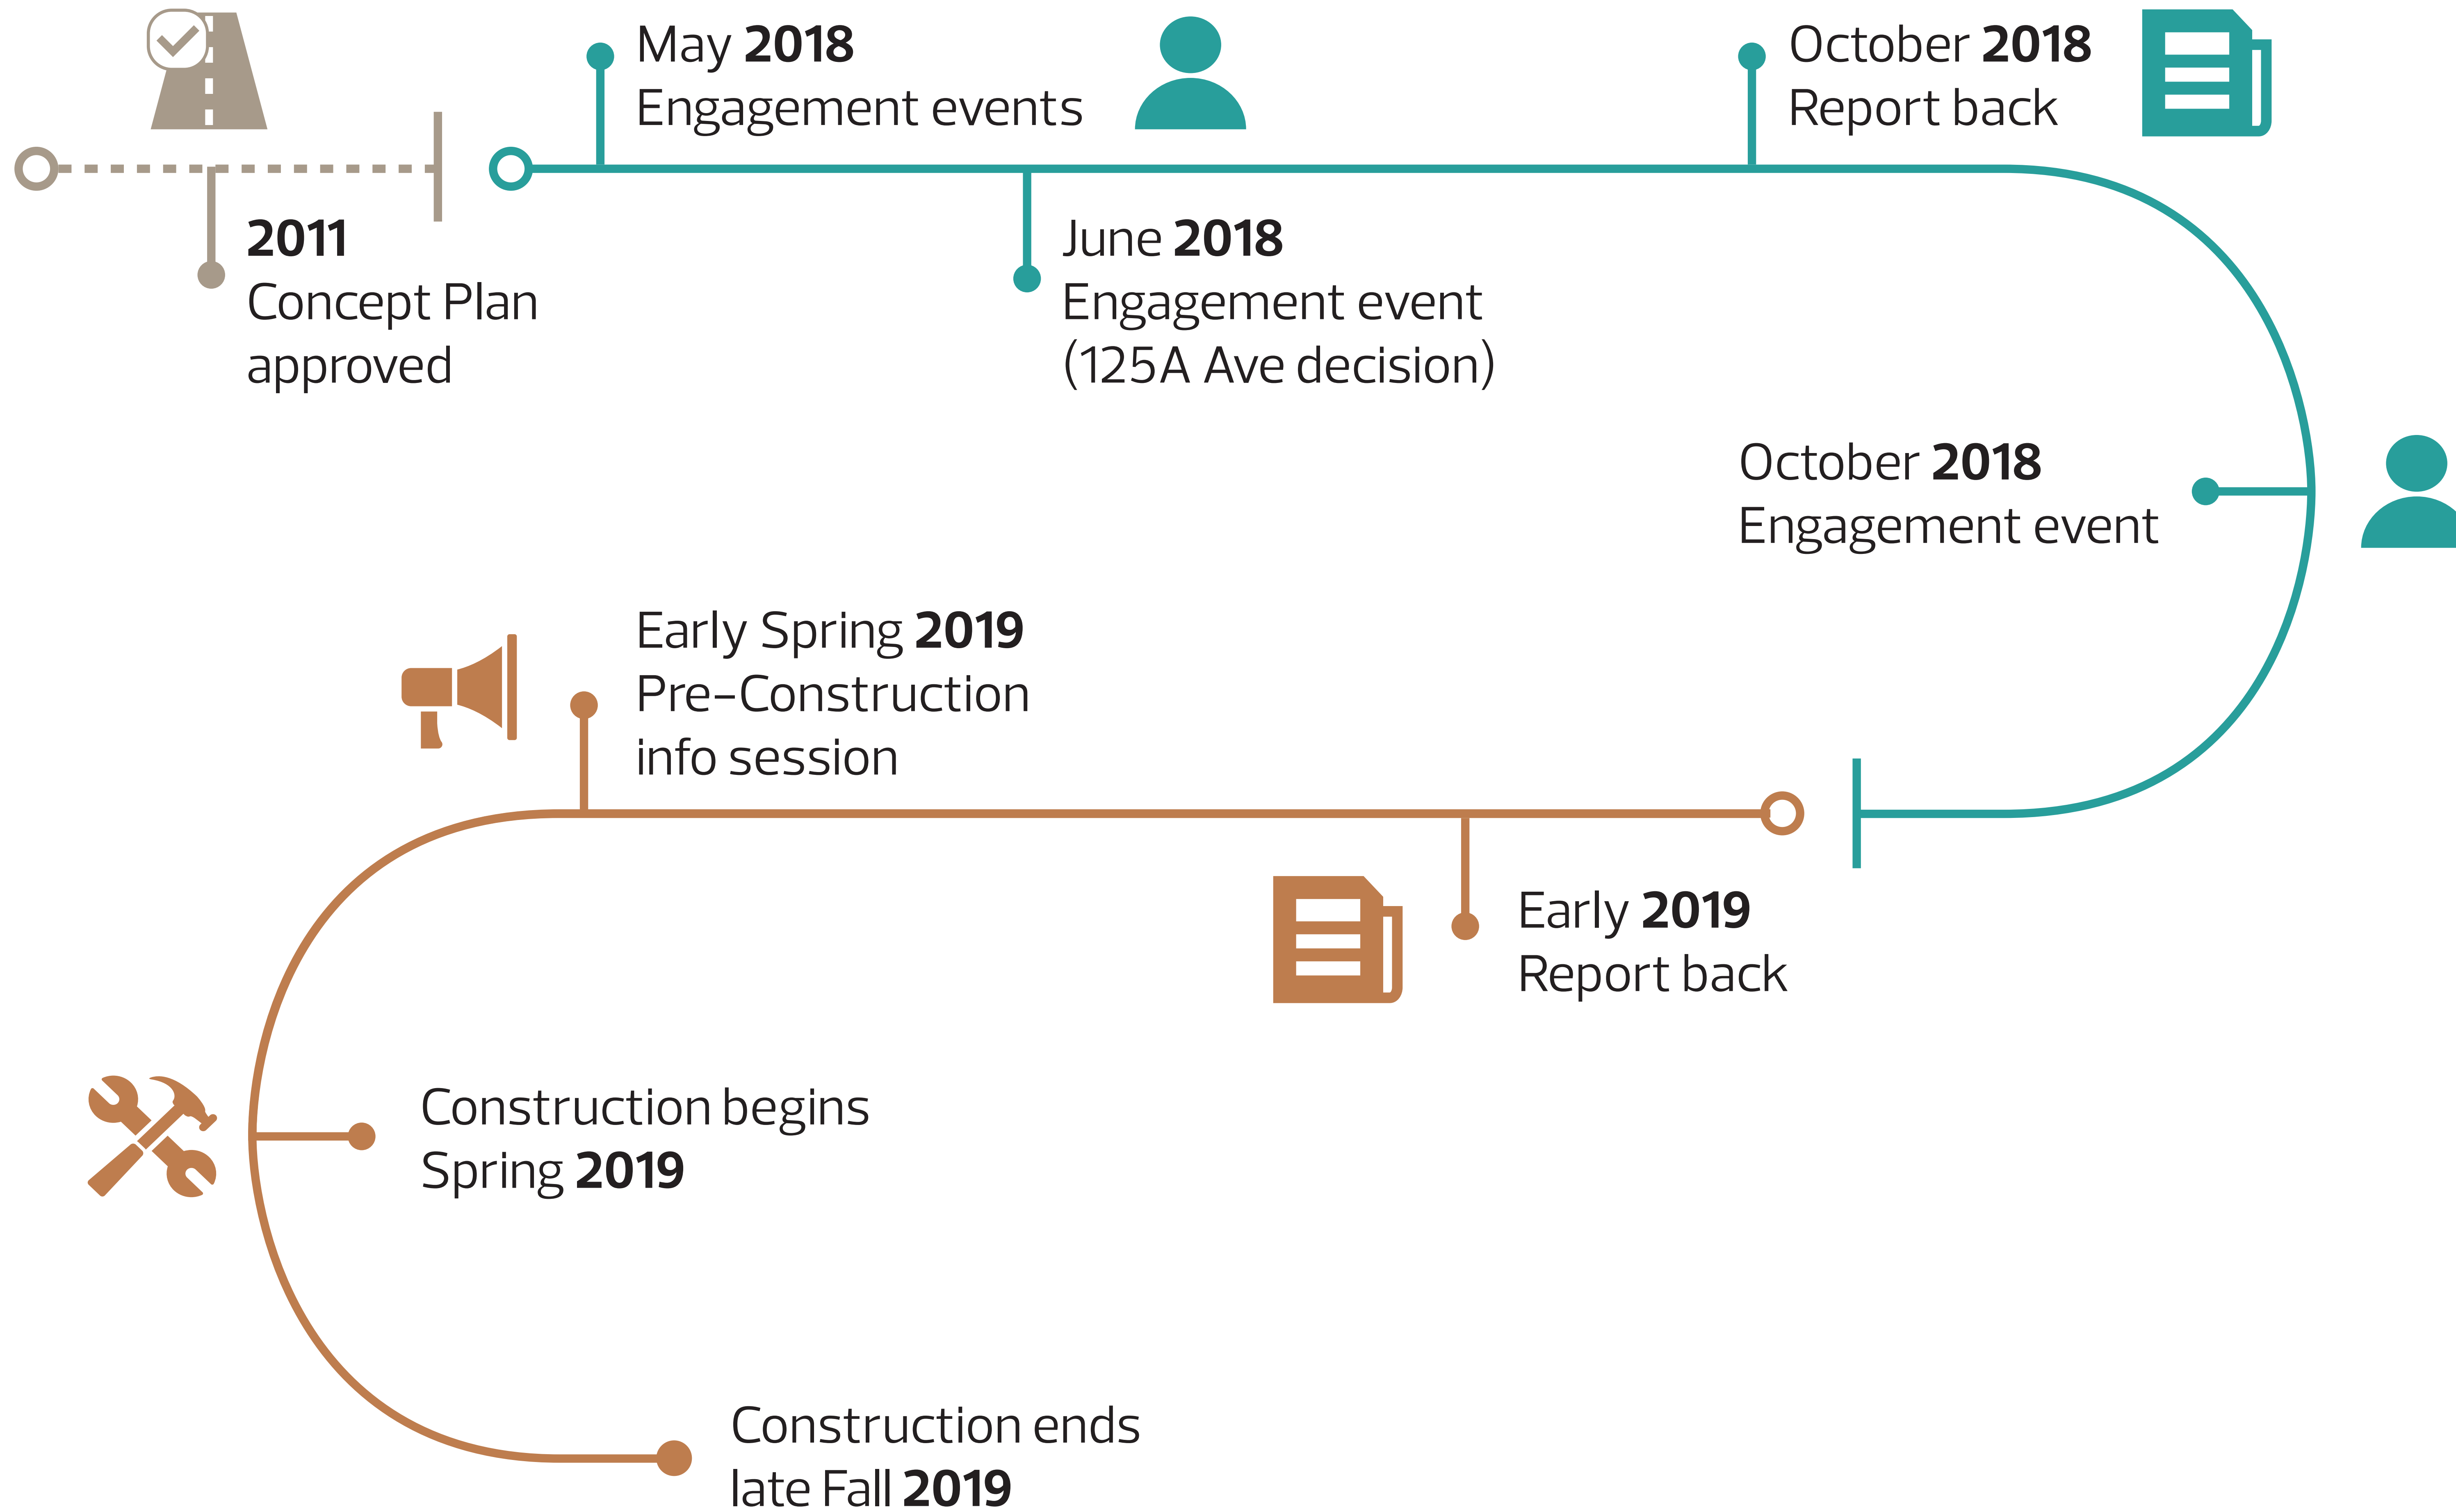 2011
Concept Plan
approved
May 2018
Engagement events
June 2018
Engagement event
(125A Ave decision)
October 2018
Report back
October 2018
Engagement event
Early 2019
Report back
Early Spring 2019
Pre-Construction
info session
Construction begins
Spring 2019
Construction ends
late Fall 2019